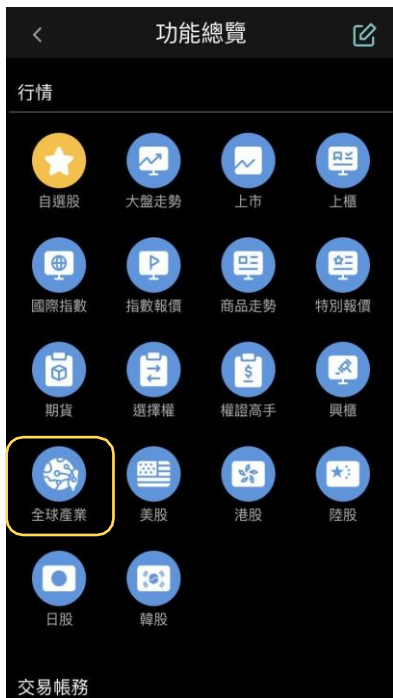 功能總覽
行情
自選股 大盤走勢 上市 上櫃
國際指數 指數報價 商品走勢 特別報價
期貨 選擇權 權證高手 興櫃
全球產業 美股 港股 陸股
日股 韓股
交易帳務